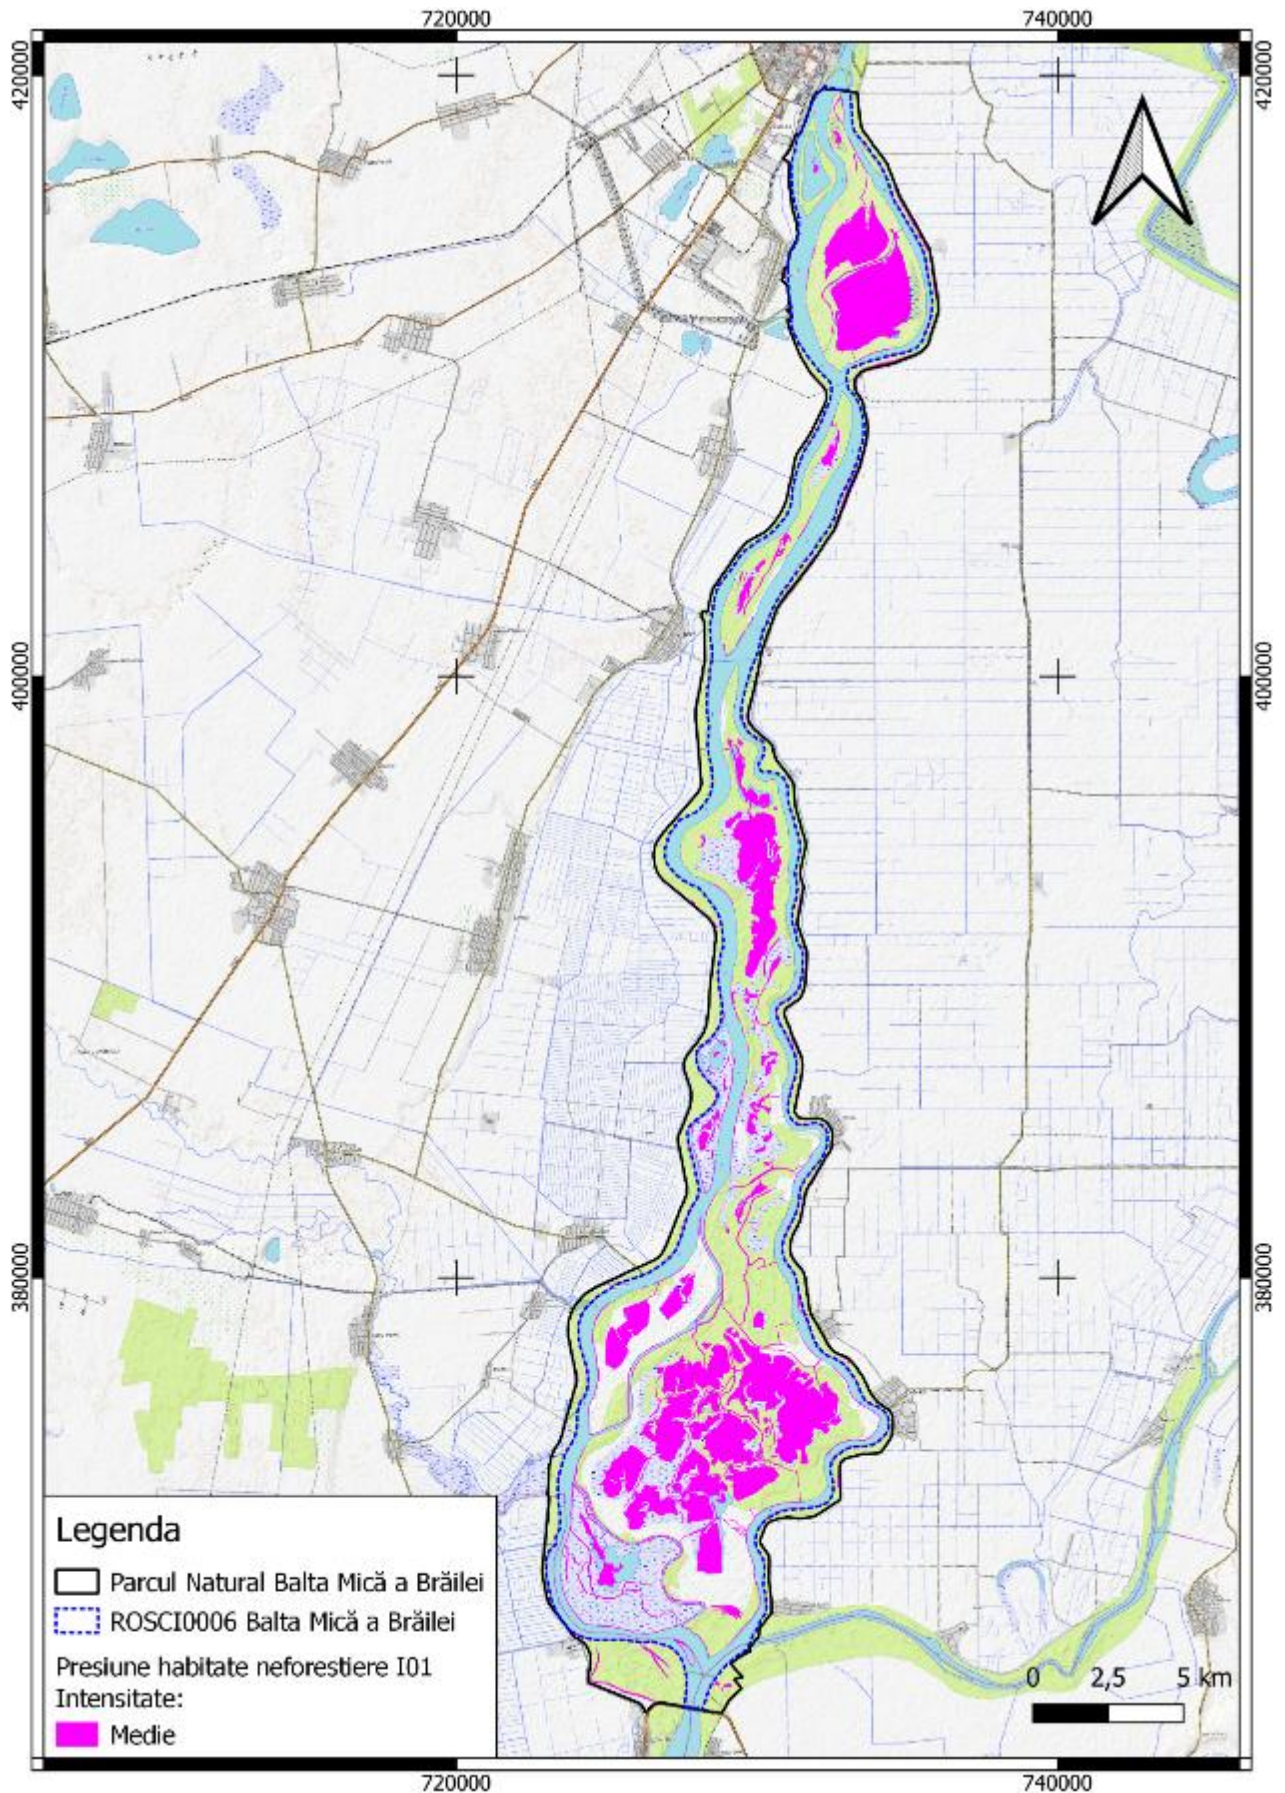 720000
740000
420000
420000
400000
400000
380000
380000
Legenda
Parcul Natural Balta Mică a Brăilei
ROSCI0006 Balta Mică a Brăilei
Presiune habitate neforestiere I01
Intensitate:
Medie
0 2,5 5 km
720000
740000